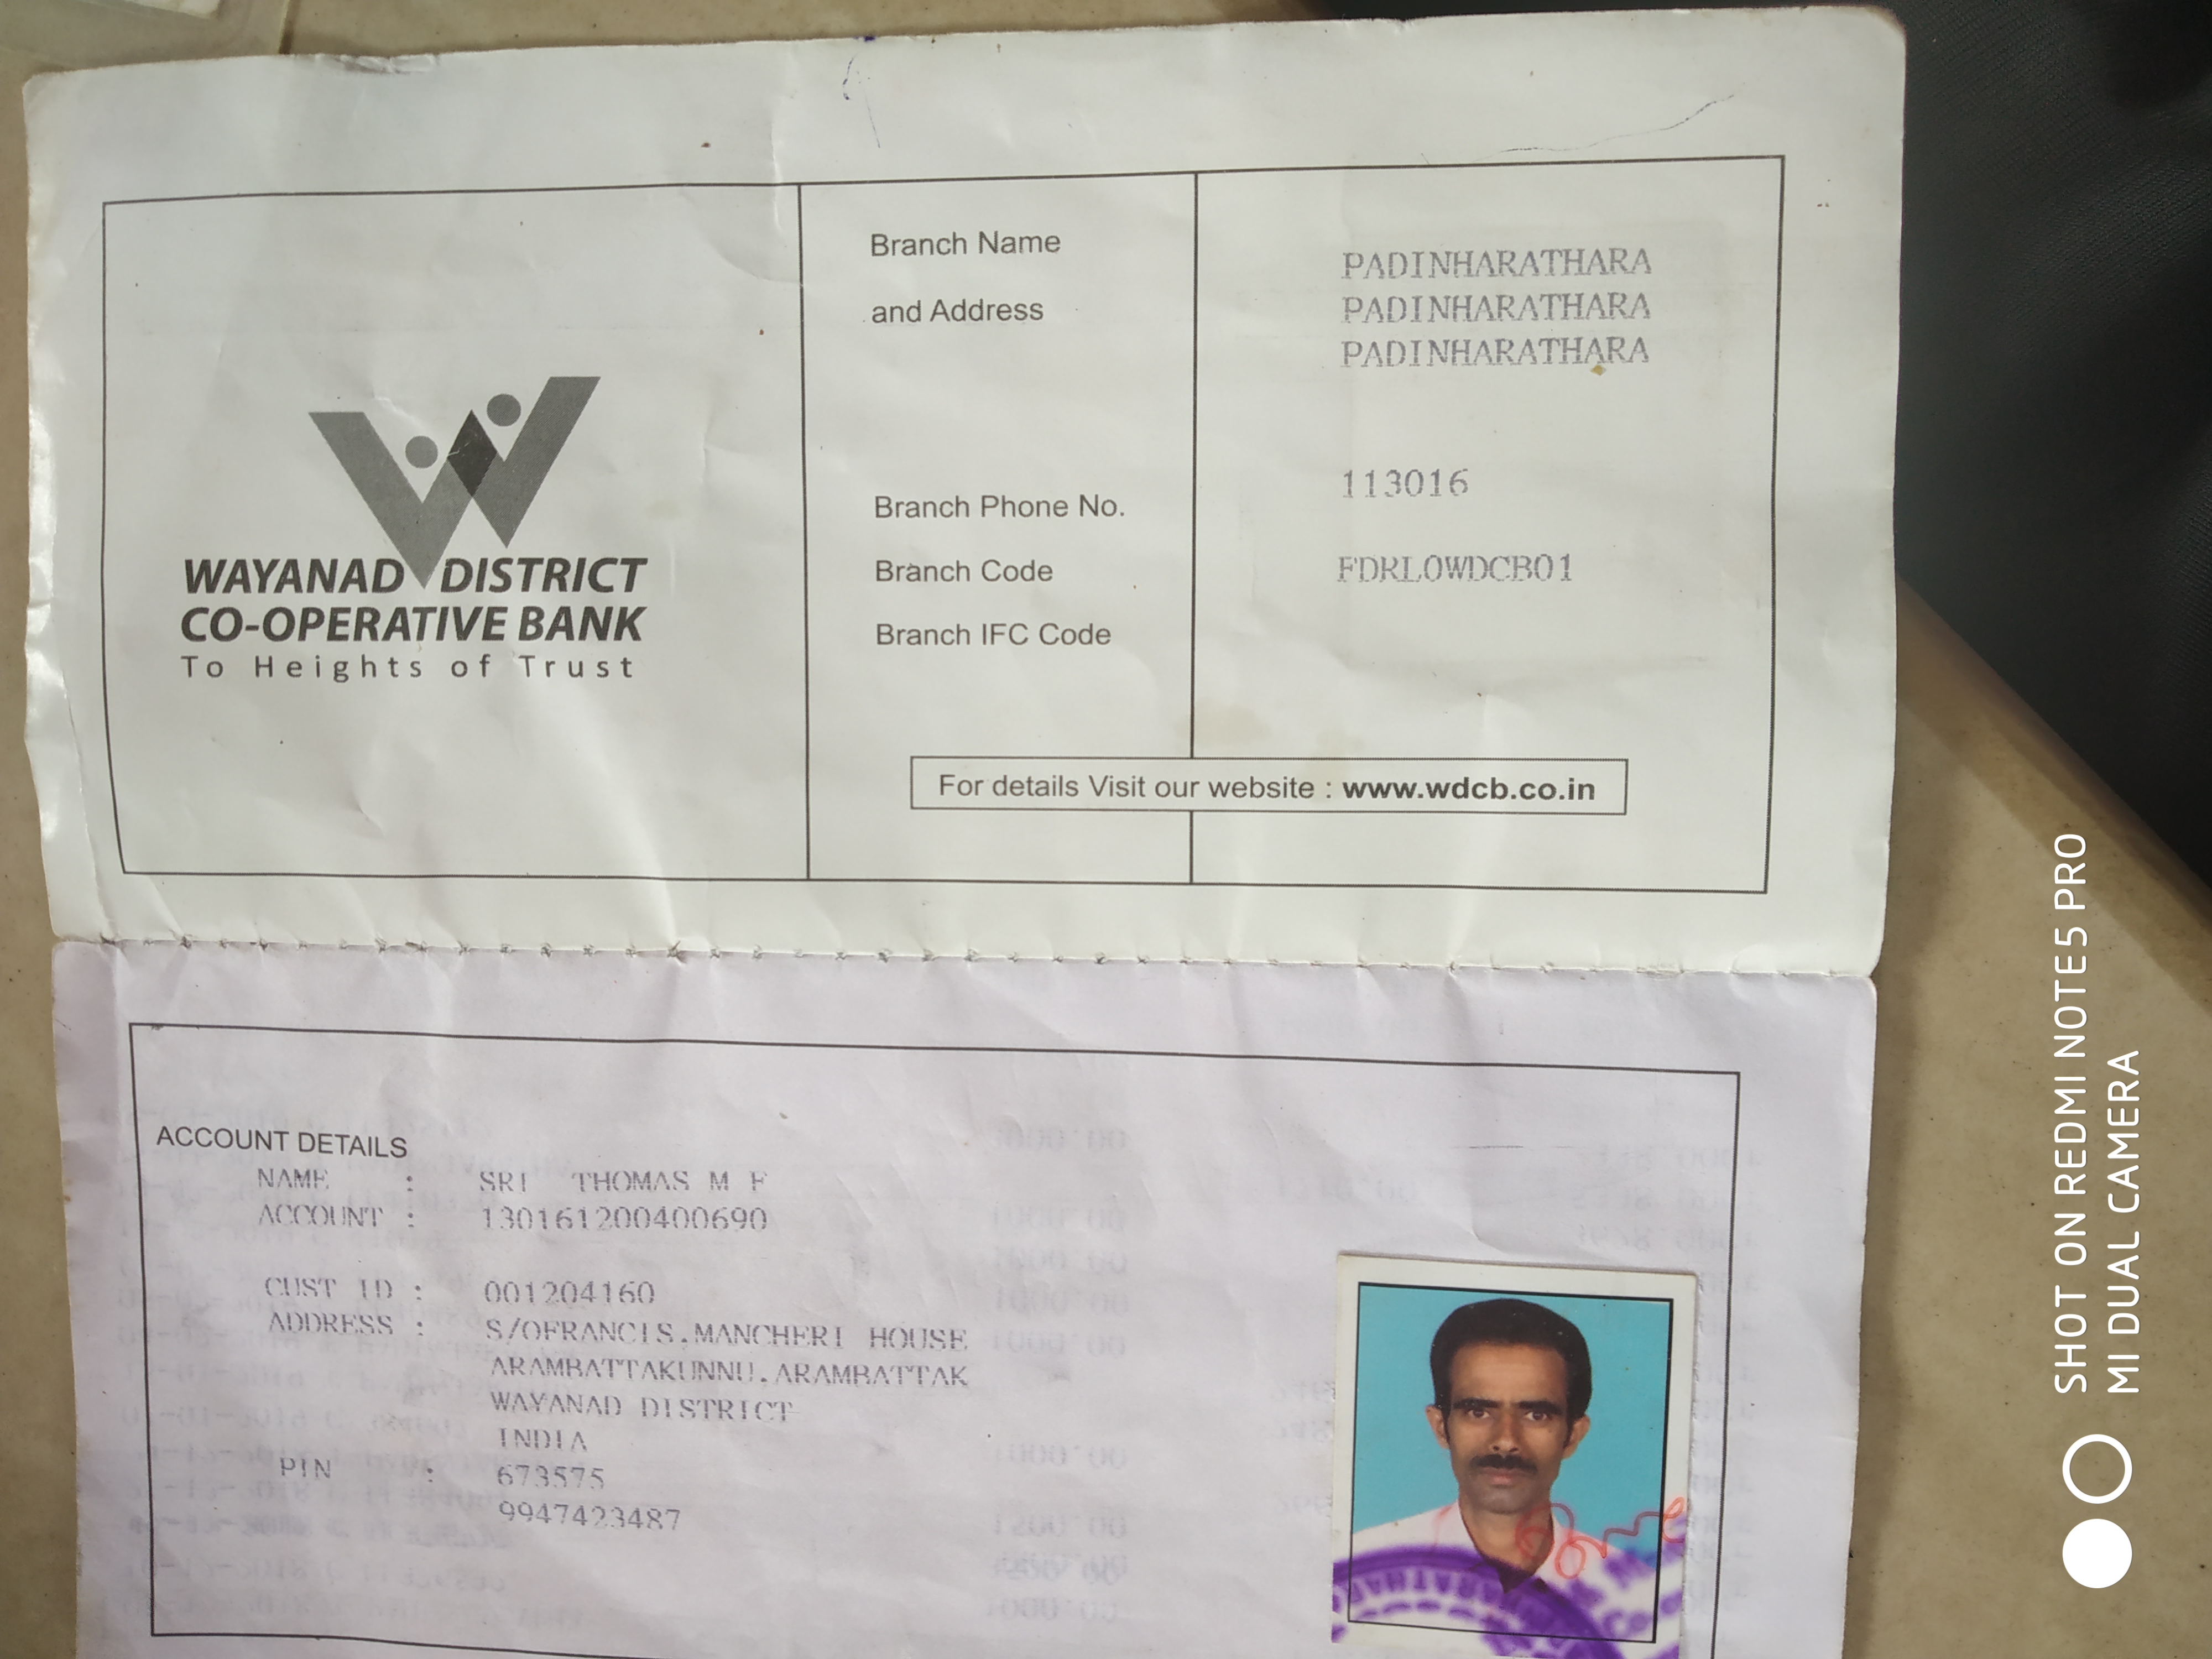 WAYANAD DISTRICT
CO-OPERATIVE BANK
To Heights of Trust
Branch Name
and Address
PADINHARATHARA
PADINHARATHARA
PADINHARATHARA
Branch Phone No.
Branch Code
113016
Branch IFC Code
FDRL0WDCB01
For details Visit our website : www.wdcb.co.in
ACCOUNT DETAILS
NAME : SRI THOMAS M F
ACCOUNT : 130161200400690
CUST ID : 001204160
ADDRESS : S/OFRANCIS.MANCHERI HOUSE
ARAMBATTAKUNNU.ARAMBATTAK
WAYANAD DISTRICT
INDIA
PIN : 673575
9947423487
SHOT ON REDMI NOTE5 PRO
MI DUAL CAMERA